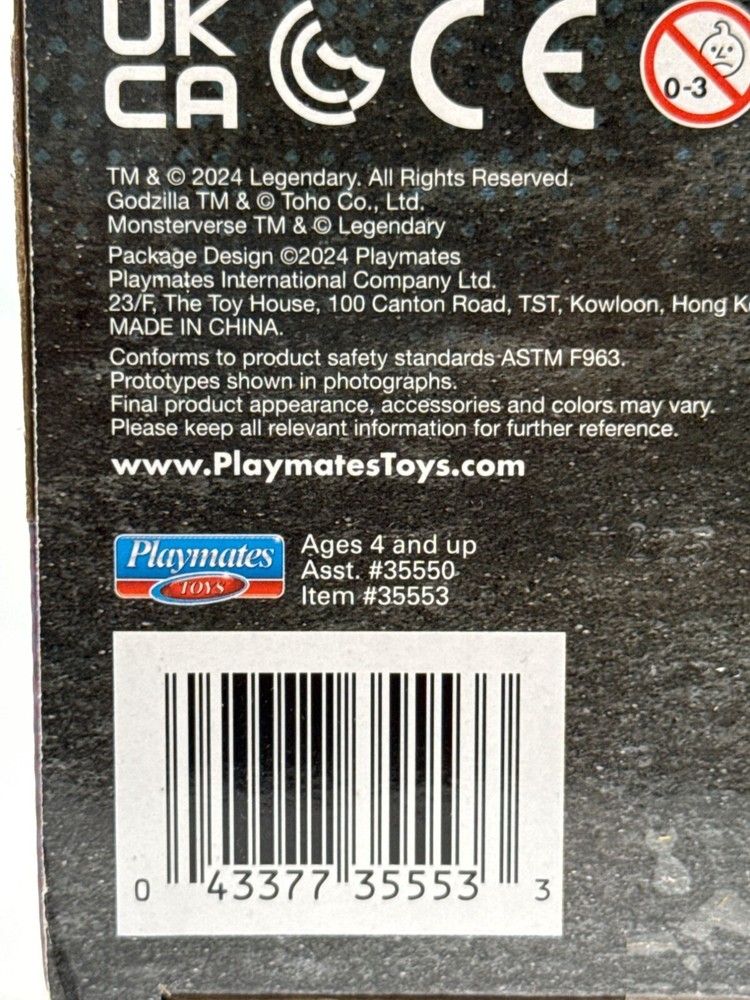 UK
CA
CE
0-3
TM & © 2024 Legendary. All Rights Reserved.
Godzilla TM & © Toho Co., Ltd.
Monsterverse TM & © Legendary
Package Design ©2024 Playmates
Playmates International Company Ltd.
23/F, The Toy House, 100 Canton Road, TST, Kowloon, Hong K
MADE IN CHINA.
Conforms to product safety standards ASTM F963.
Prototypes shown in photographs.
Final product appearance, accessories and colors may vary.
Please keep all relevant information for further reference.
www.PlaymatesToys.com
Playmates
TOYS
Ages 4 and up
Asst. #35550
Item #35553
0 43377 35553 3